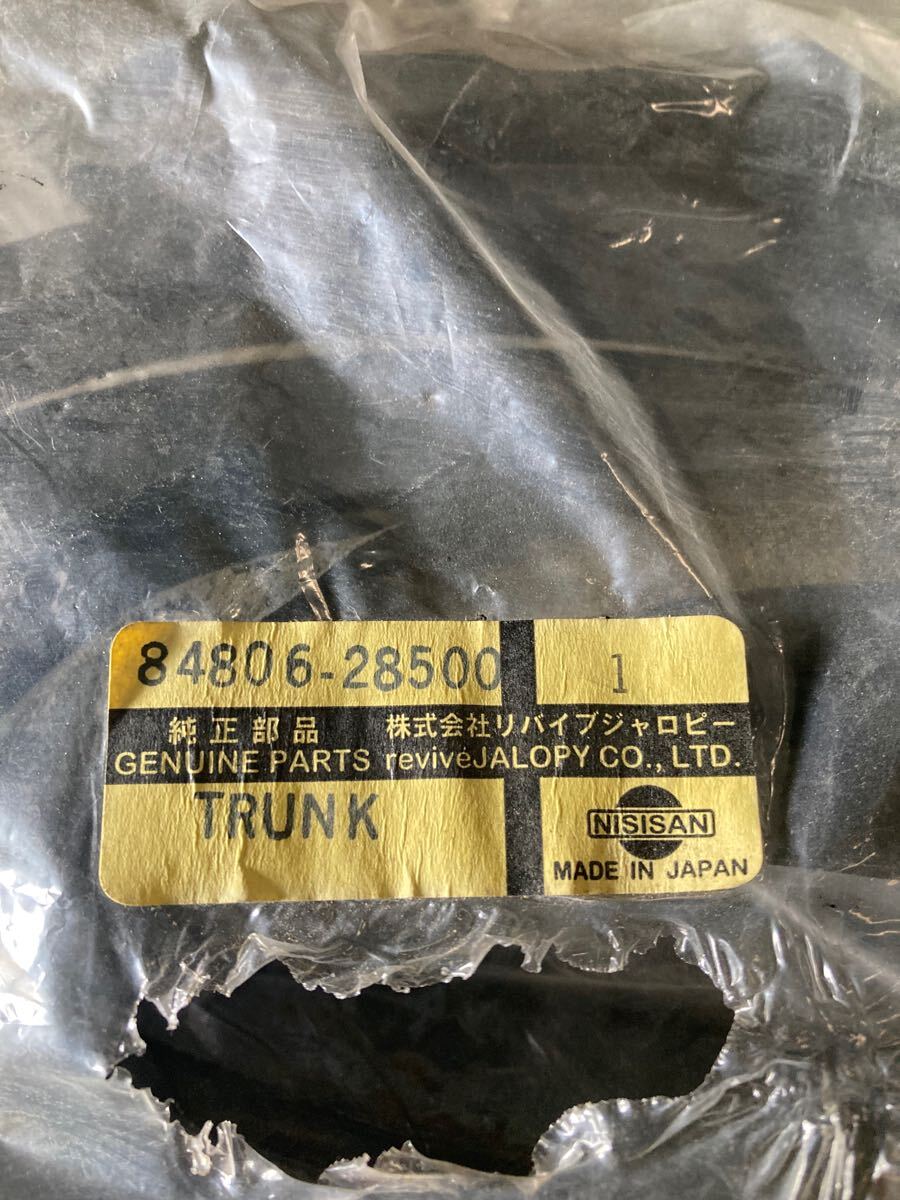 84806-28500 1
純正部品 株式会社リバイブジャロピー
GENUINE PARTS reviveJALOPY CO., LTD.
TRUNK
NISISAN
MADE IN JAPAN